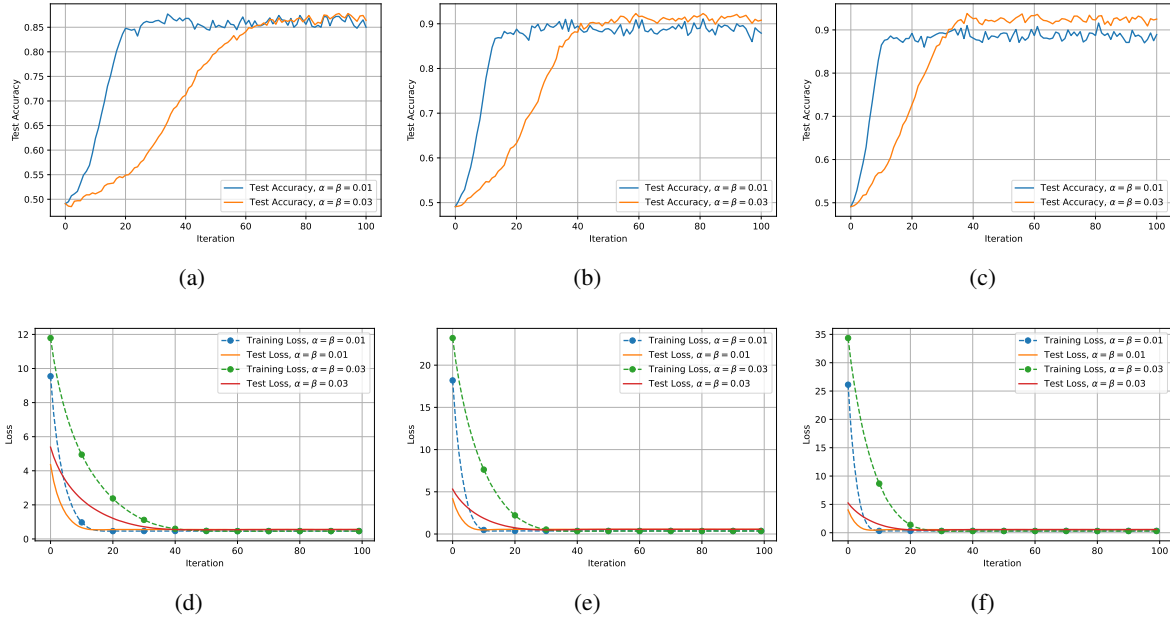 0.85
0.80
0.75
0.70
0.65
0.60
0.55
0.50
Test Accuracy
0 20 40 60 80 100
Iteration
Test Accuracy, α = β = 0.01
Test Accuracy, α = β = 0.03
(a)
0.9
0.8
0.7
0.6
0.5
Test Accuracy
0 20 40 60 80 100
Iteration
Test Accuracy, α = β = 0.01
Test Accuracy, α = β = 0.03
(b)
0.9
0.8
0.7
0.6
0.5
Test Accuracy
0 20 40 60 80 100
Iteration
Test Accuracy, α = β = 0.01
Test Accuracy, α = β = 0.03
(c)
12
10
8
6
4
2
0
Loss
0 20 40 60 80 100
Iteration
Training Loss, α = β = 0.01
Test Loss, α = β = 0.01
Training Loss, α = β = 0.03
Test Loss, α = β = 0.03
(d)
20
15
10
5
0
Loss
0 20 40 60 80 100
Iteration
Training Loss, α = β = 0.01
Test Loss, α = β = 0.01
Training Loss, α = β = 0.03
Test Loss, α = β = 0.03
(e)
35
30
25
20
15
10
5
0
Loss
0 20 40 60 80 100
Iteration
Training Loss, α = β = 0.01
Test Loss, α = β = 0.01
Training Loss, α = β = 0.03
Test Loss, α = β = 0.03
(f)